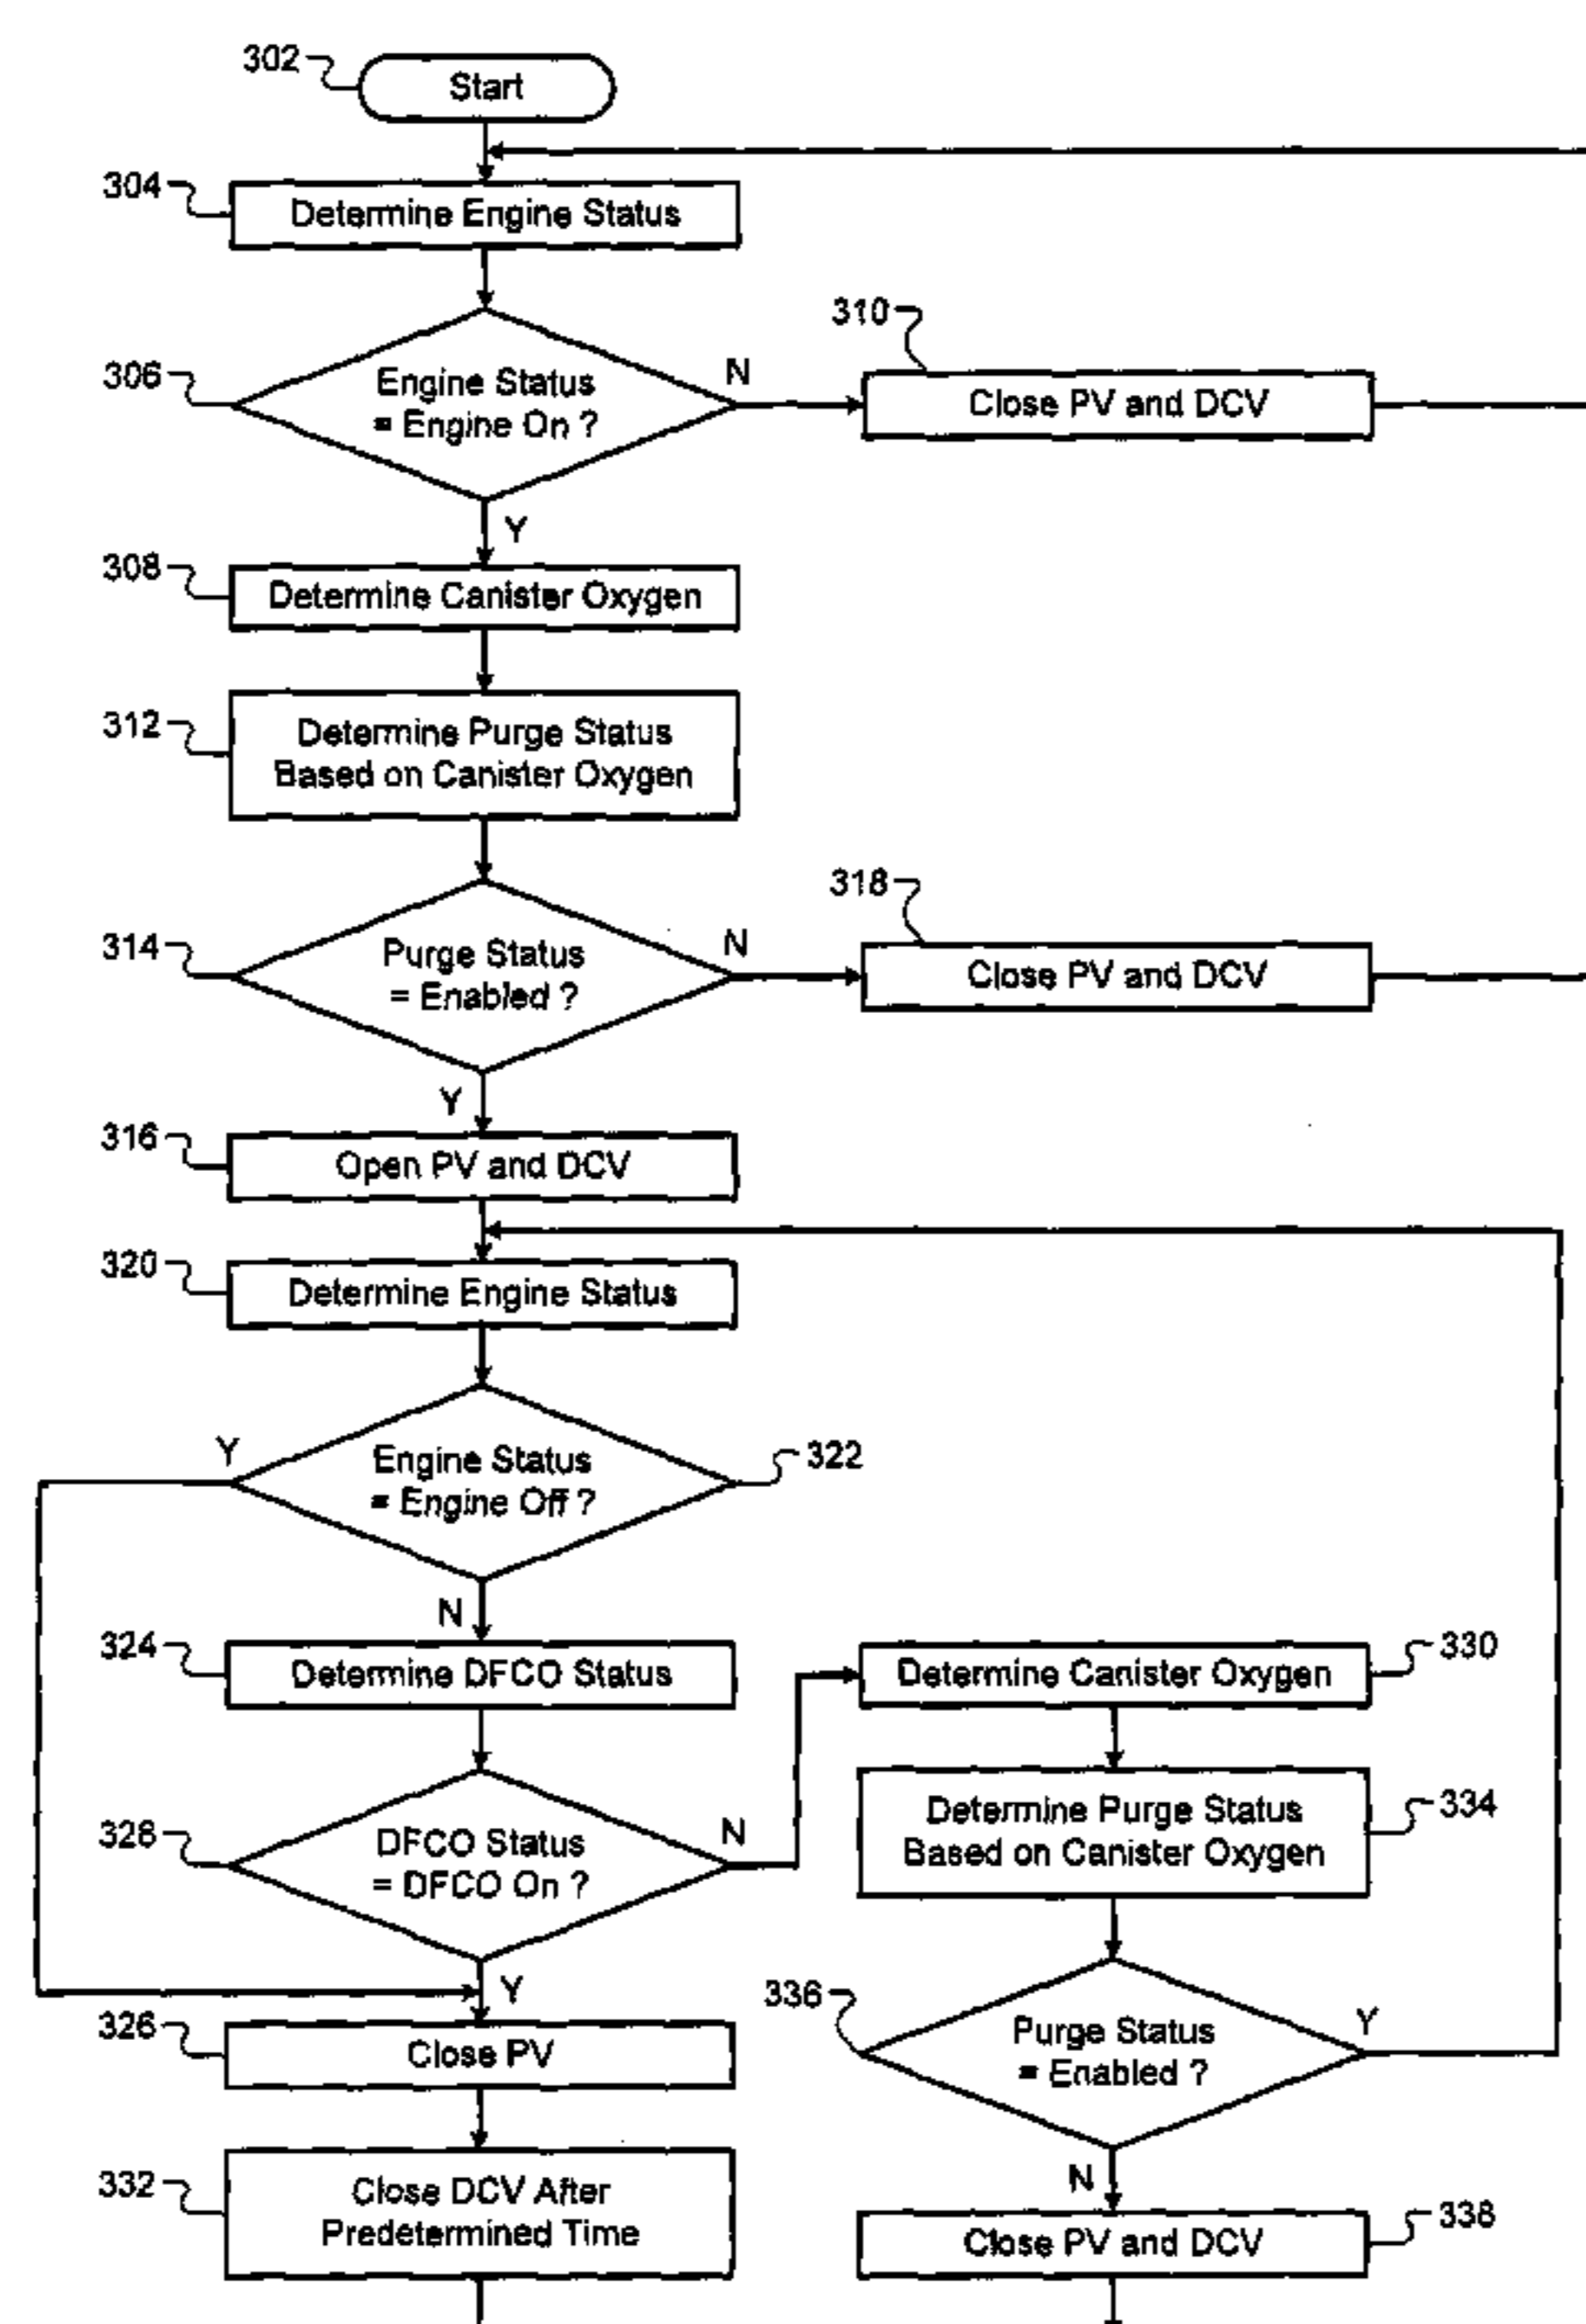 302
Start
304
Determine Engine Status
306
Engine Status
= Engine On ?
N
310
Close PV and DCV
Y
308
Determine Canister Oxygen
312
Determine Purge Status
Based on Canister Oxygen
314
Purge Status
= Enabled ?
N
318
Close PV and DCV
Y
316
Open PV and DCV
320
Determine Engine Status
Y
Engine Status
= Engine Off ?
322
N
324
Determine DFCO Status
Determine Canister Oxygen
330
328
DFCO Status
= DFCO On ?
N
Determine Purge Status
Based on Canister Oxygen
334
Y
326
Close PV
336
Purge Status
= Enabled ?
Y
332
Close DCV After
Predetermined Time
N
Close PV and DCV
338